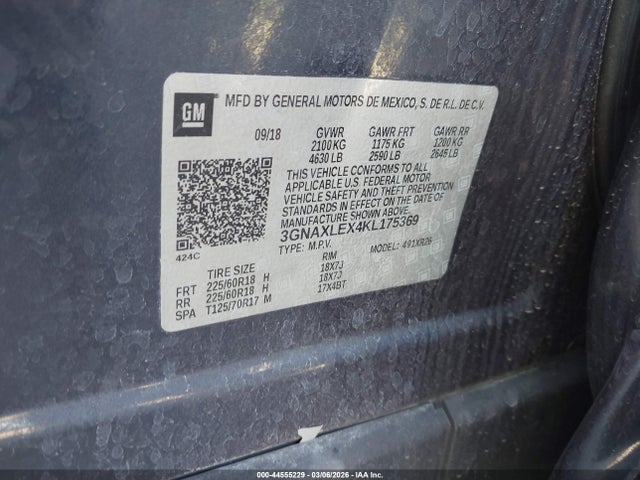 GM
MFD BY GENERAL MOTORS DE MEXICO, S. DE R.L. DE C.V.
09/18 GVWR GAWR FRT GAWR RR
2100 KG 1175 KG 1200 KG
4630 LB 2590 LB 2645 LB
THIS VEHICLE CONFORMS TO ALL
APPLICABLE U.S. FEDERAL MOTOR
VEHICLE SAFETY AND THEFT PREVENTION
STANDARDS IN EFFECT ON THE DATE OF
MANUFACTURE SHOWN ABOVE.
3GNAXLEX4KL175369
TYPE: M.P.V. MODEL: 491XR26
424C
TIRE SIZE RIM
FRT 225/60R18 H 18X7J
RR 225/60R18 H 18X7J
SPA T125/70R17 M 17X4BT
000-44555229 - 03/06/2026 - IAA Inc.